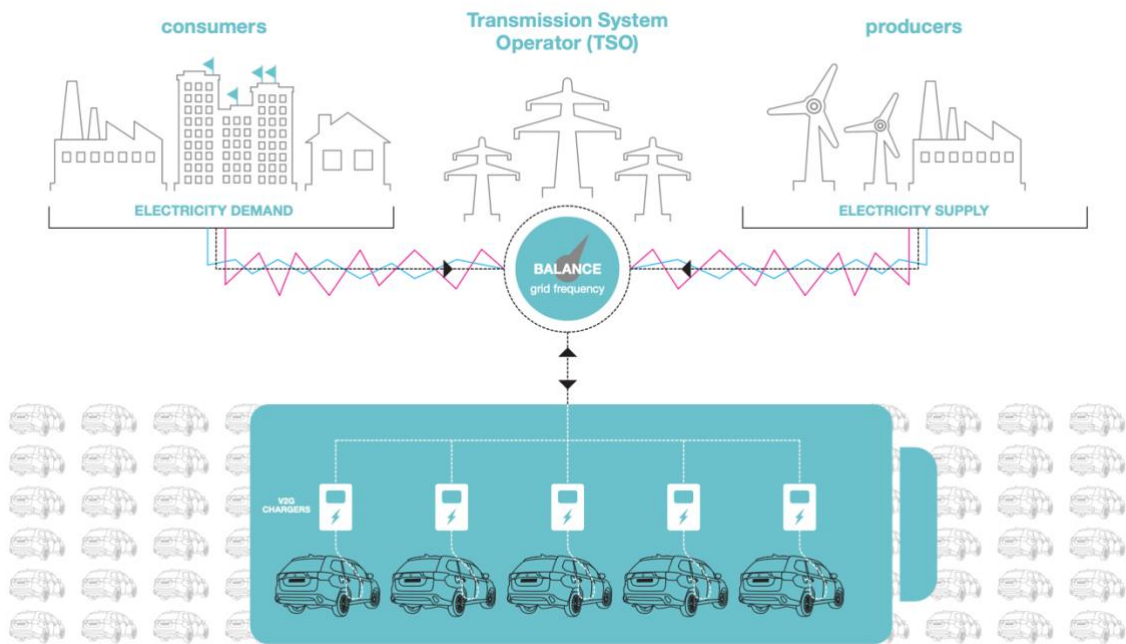 consumers
Transmission System
Operator (TSO)
producers
ELECTRICITY DEMAND
ELECTRICITY SUPPLY
BALANCE
grid frequency
V2G
CHARGERS